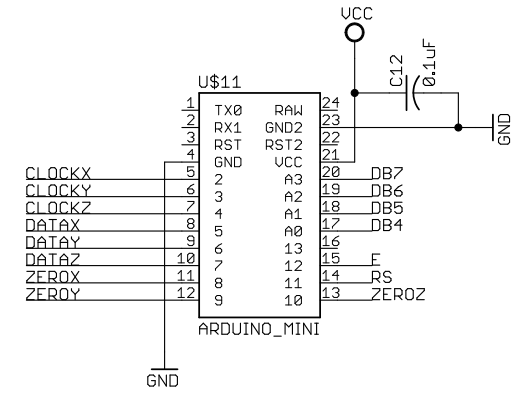 VCC
C12
0.1uF
GND
U$11
1 TX0 RAW 24
2 RX1 GND2 23
3 RST RST2 22
4 GND VCC 21
CLOCKX 5 2 A3 20 DB7
CLOCKY 6 3 A2 19 DB6
CLOCKZ 7 4 A1 18 DB5
DATAX 8 5 A0 17 DB4
DATAY 9 6 13 16
DATAZ 10 7 12 15 E
ZEROX 11 8 11 14 RS
ZEROY 12 9 10 13 ZEROZ
ARDUINO_MINI
GND